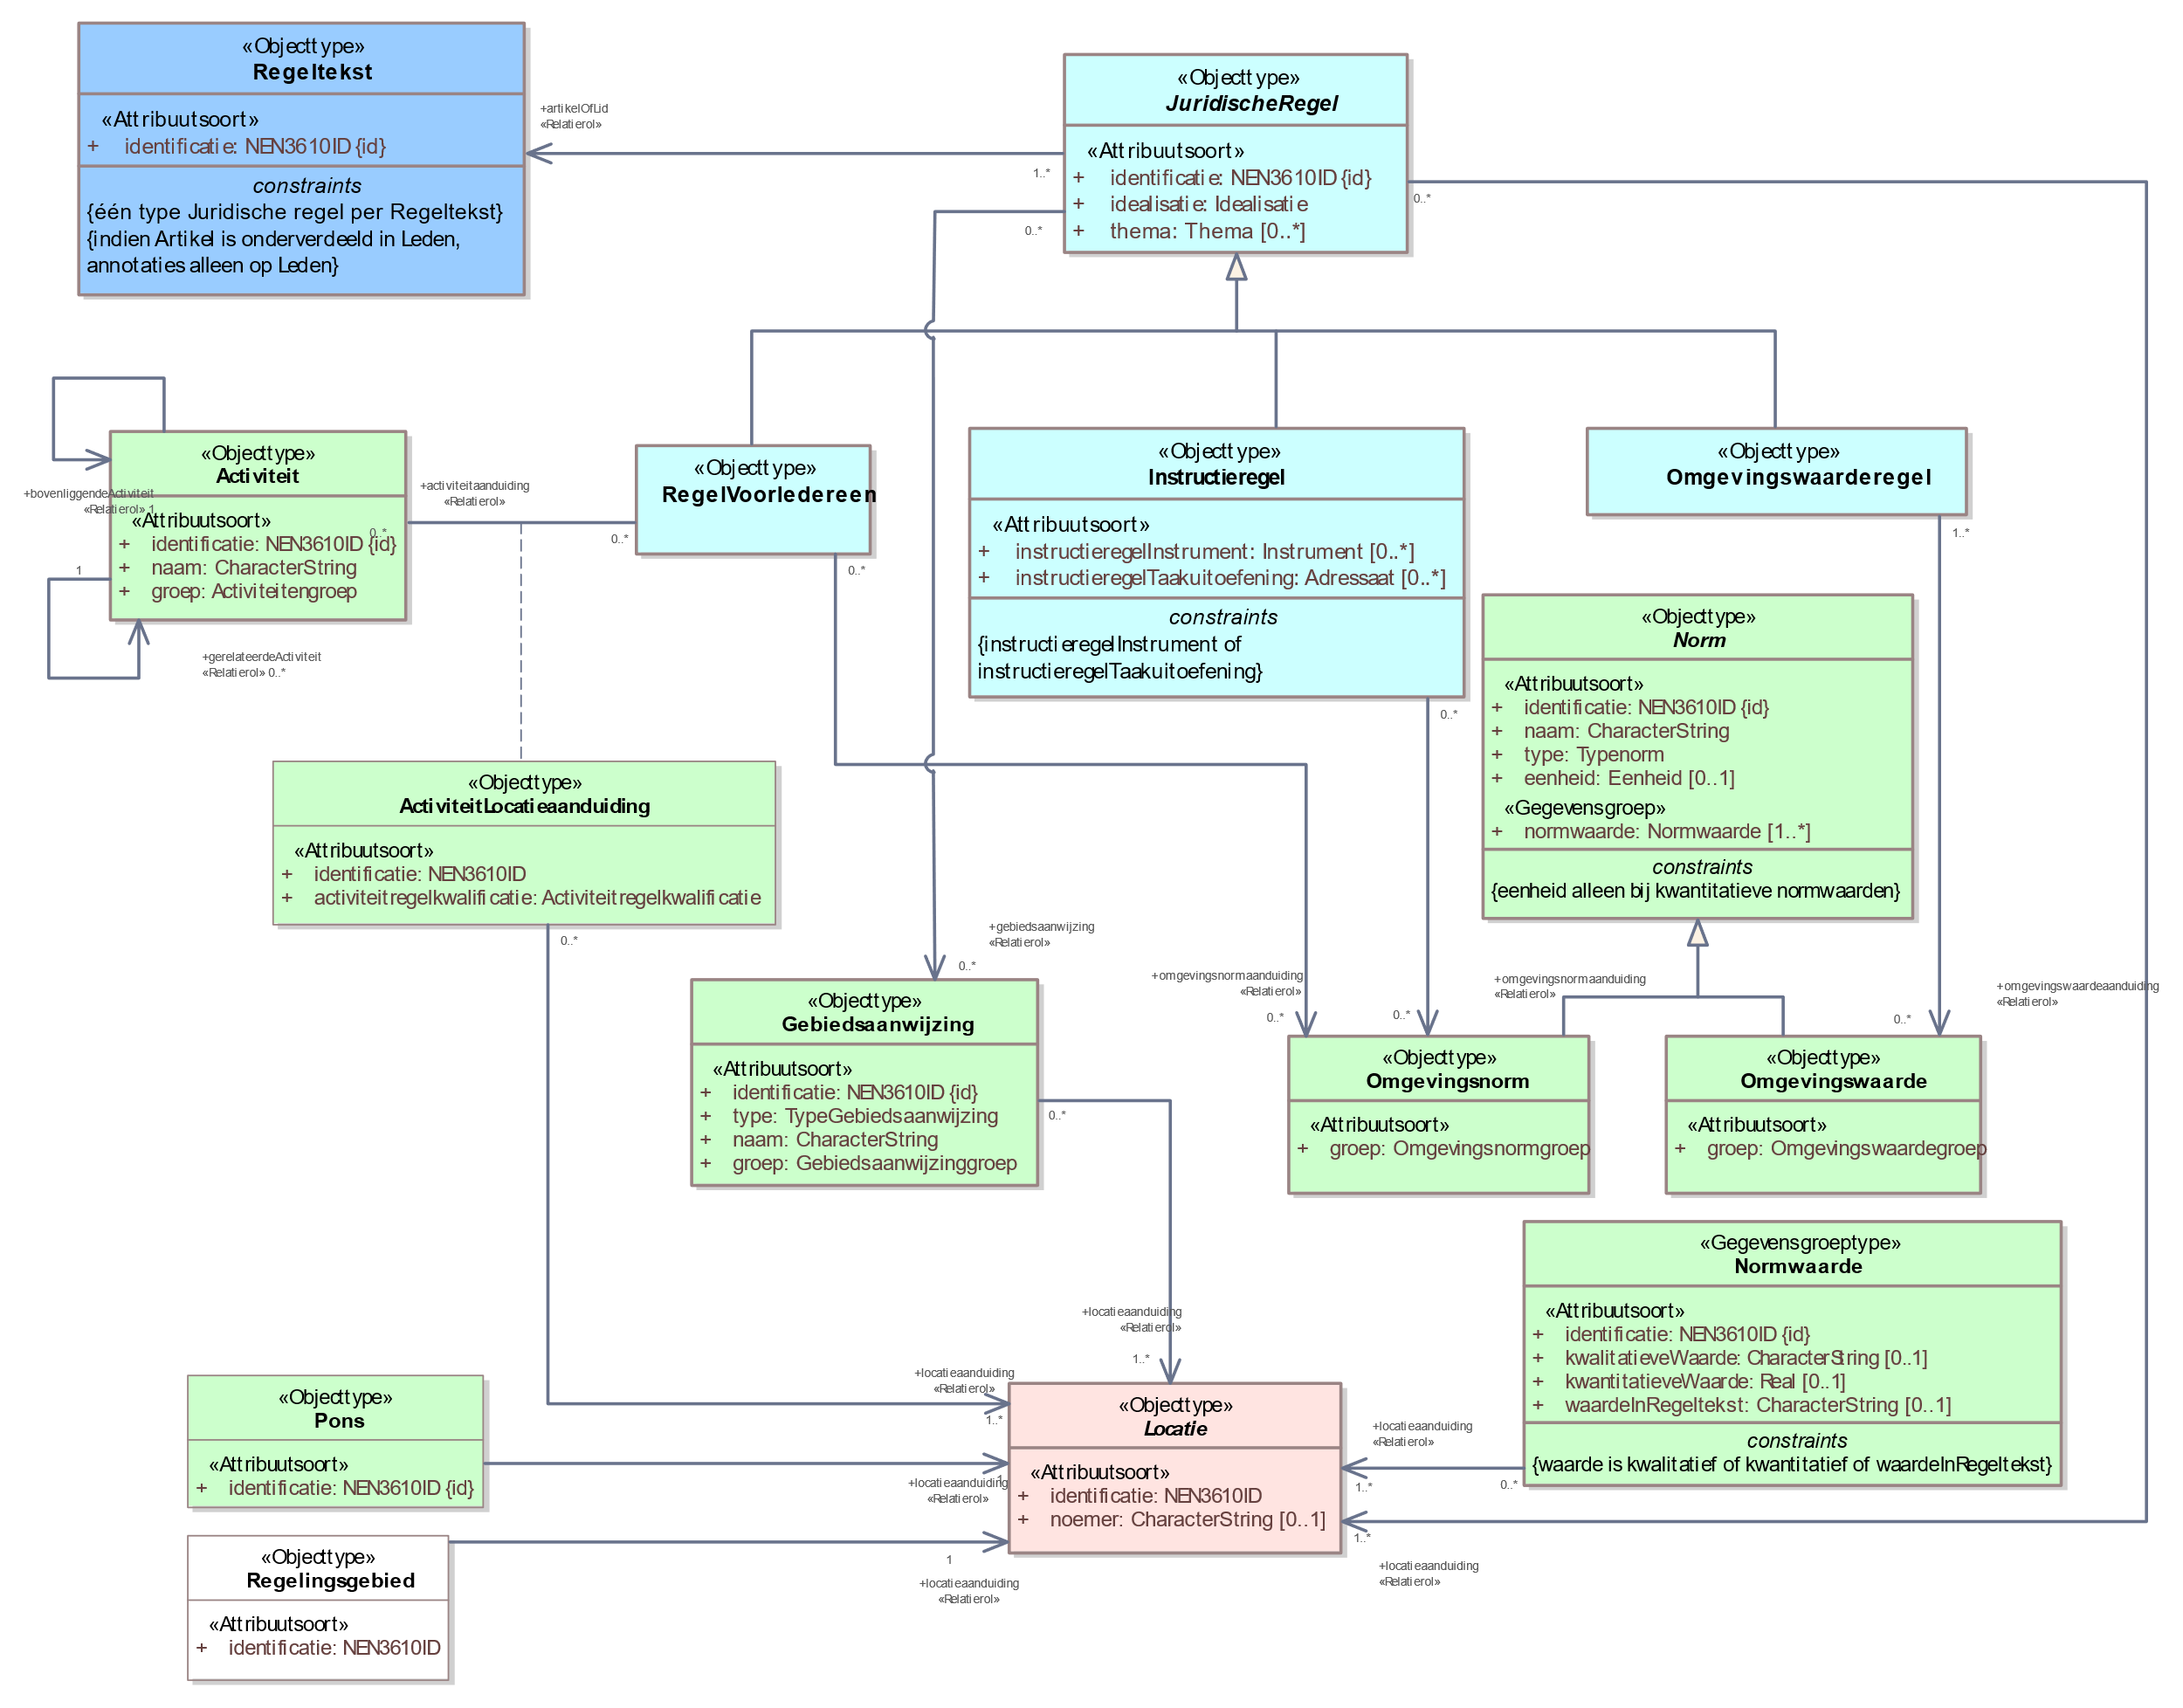 «Objecttype»
Regeltekst
«Attribuutsoort»
+ identificatie: NEN3610ID {id}
constraints
{één type Juridische regel per Regeltekst}
{indien Artikel is onderverdeeld in Leden,
annotaties alleen op Leden}
+artikelOfLid
«Relatierol»
1..*
«Objecttype»
JuridischeRegel
«Attribuutsoort»
+ identificatie: NEN3610ID {id}
+ idealisatie: Idealisatie
+ thema: Thema [0..*]
0..*
0..*
«Objecttype»
Activiteit
«Attribuutsoort»
+ identificatie: NEN3610ID {id}
+ naam: CharacterString
+ groep: Activiteitengroep
+bovenliggendeActiviteit
«Relatierol» 1
1
+gerelateerdeActiviteit
«Relatierol» 0..*
+activiteitaanduiding
«Relatierol»
0..*
0..*
«Objecttype»
RegelVoorIedereen
0..*
«Objecttype»
Instructieregel
«Attribuutsoort»
+ instructieregelInstrument: Instrument [0..*]
+ instructieregelTaakuitoefening: Adressaat [0..*]
constraints
{instructieregelInstrument of
instructieregelTaakuitoefening}
0..*
«Objecttype»
Omgevingswaarderegel
1..*
«Objecttype»
Norm
«Attribuutsoort»
+ identificatie: NEN3610ID {id}
+ naam: CharacterString
+ type: Typenorm
+ eenheid: Eenheid [0..1]
«Gegevensgroep»
+ normwaarde: Normwaarde [1..*]
constraints
{eenheid alleen bij kwantitatieve normwaarden}
«Objecttype»
ActiviteitLocatieaanduiding
«Attribuutsoort»
+ identificatie: NEN3610ID
+ activiteitregelkwalificatie: Activiteitregelkwalificatie
0..*
+gebiedsaanwijzing
«Relatierol»
0..*
+omgevingsnormaanduiding
«Relatierol»
0..*
0..*
+omgevingsnormaanduiding
«Relatierol»
+omgevingswaardeaanduiding
«Relatierol»
0..*
«Objecttype»
Gebiedsaanwijzing
«Attribuutsoort»
+ identificatie: NEN3610ID {id}
+ type: TypeGebiedsaanwijzing
+ naam: CharacterString
+ groep: Gebiedsaanwijzinggroep
0..*
«Objecttype»
Omgevingsnorm
«Attribuutsoort»
+ groep: Omgevingsnormgroep
«Objecttype»
Omgevingswaarde
«Attribuutsoort»
+ groep: Omgevingswaardegroep
«Gegevensgroeptype»
Normwaarde
«Attribuutsoort»
+ identificatie: NEN3610ID {id}
+ kwalitatieveWaarde: CharacterString [0..1]
+ kwantitatieveWaarde: Real [0..1]
+ waardeInRegeltekst: CharacterString [0..1]
constraints
{waarde is kwalitatief of kwantitatief of waardeInRegeltekst}
0..*
+locatieaanduiding
«Relatierol»
1..*
+locatieaanduiding
«Relatierol»
1..*
«Objecttype»
Pons
«Attribuutsoort»
+ identificatie: NEN3610ID {id}
+locatieaanduiding
«Relatierol»
1
«Objecttype»
Locatie
«Attribuutsoort»
+ identificatie: NEN3610ID
+ noemer: CharacterString [0..1]
+locatieaanduiding
«Relatierol»
1..*
1..*
+locatieaanduiding
«Relatierol»
«Objecttype»
Regelingsgebied
«Attribuutsoort»
+ identificatie: NEN3610ID
1
+locatieaanduiding
«Relatierol»